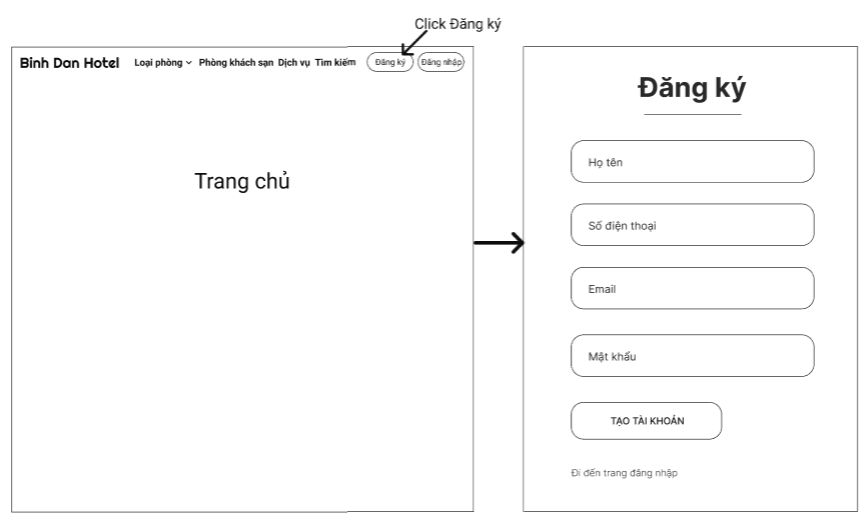 Click Đăng ký
Binh Dan Hotel Loại phòng Phòng khách sạn Dịch vụ Tìm kiếm Đăng ký Đăng nhập
Trang chủ
Đăng ký
Họ tên
Số điện thoại
Email
Mật khẩu
TẠO TÀI KHOẢN
Đi đến trang đăng nhập